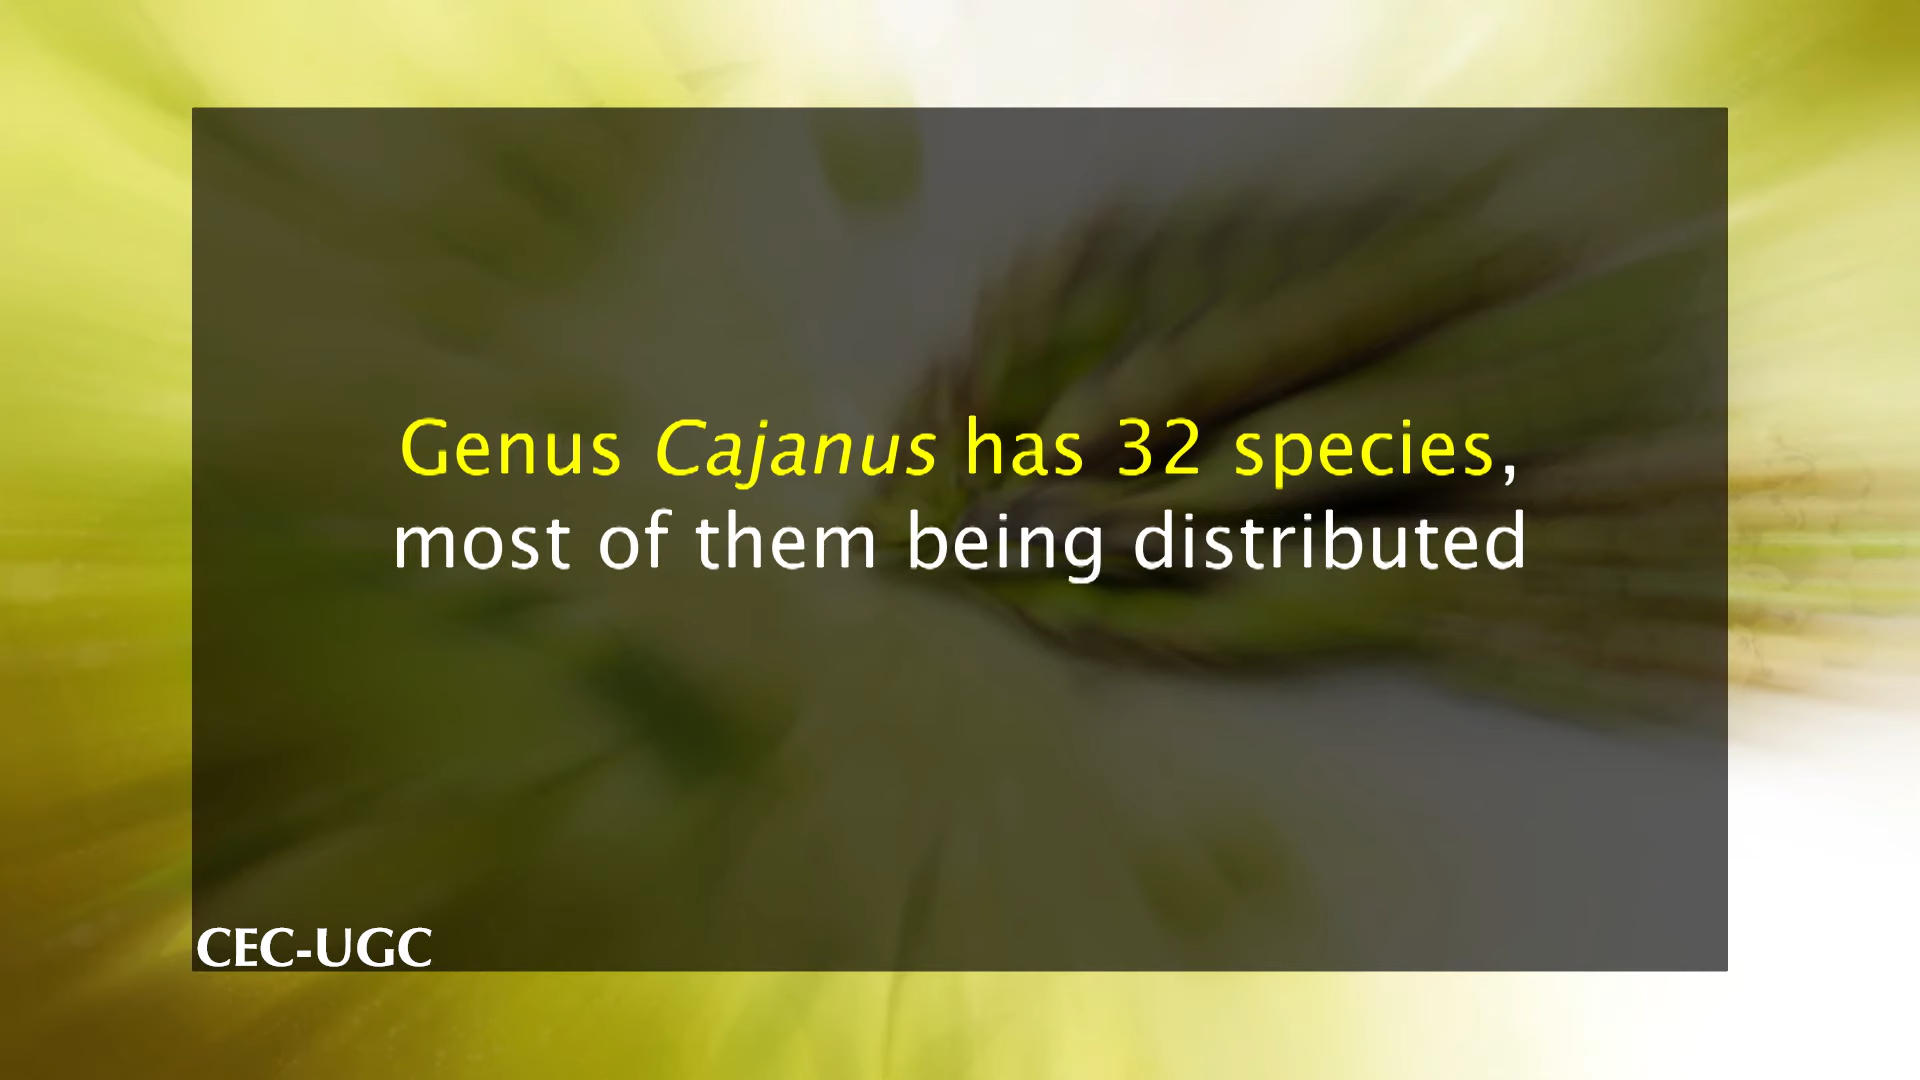 Genus Cajanus has 32 species,
most of them being distributed
CEC-UGC